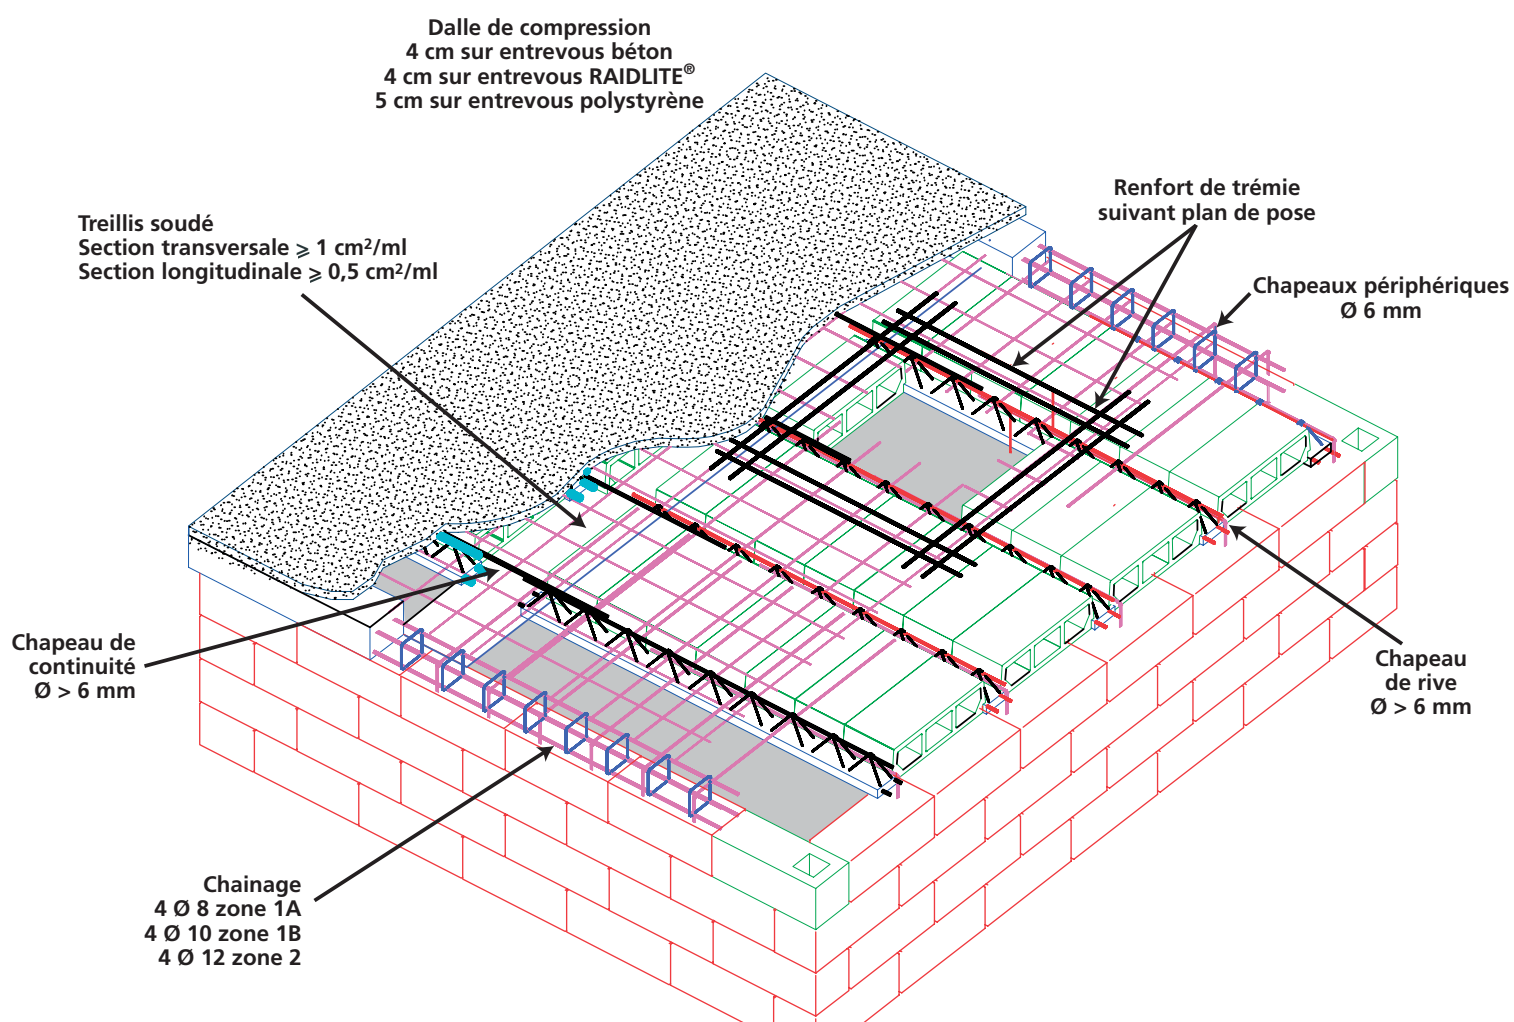 Dalle de compression
4 cm sur entrevous béton
4 cm sur entrevous RAIDLITE®
5 cm sur entrevous polystyrène
Treillis soudé
Section transversale ⩾ 1 cm²/ml
Section longitudinale ⩾ 0,5 cm²/ml
Renfort de trémie
suivant plan de pose
Chapeaux périphériques
Ø 6 mm
Chapeau de
continuité
Ø > 6 mm
Chapeau
de rive
Ø > 6 mm
Chainage
4 Ø 8 zone 1A
4 Ø 10 zone 1B
4 Ø 12 zone 2